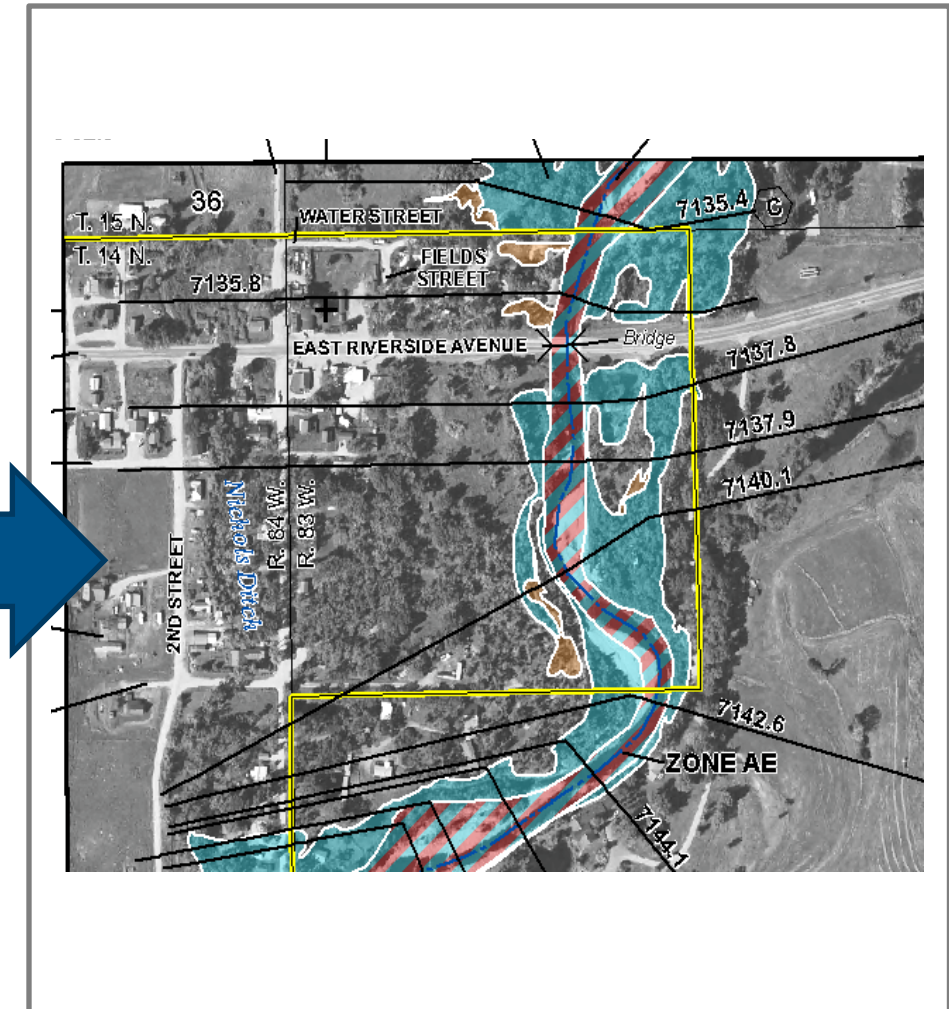 36
T. 15 N.
T. 14 N.
WATER STREET
7135.4
G
FIELDS
STREET
7135.8
EAST RIVERSIDE AVENUE
Bridge
7137.8
7137.9
7140.1
Nichols Ditch
R. 84 W.
R. 83 W.
2ND STREET
7142.6
ZONE AE
7144.1